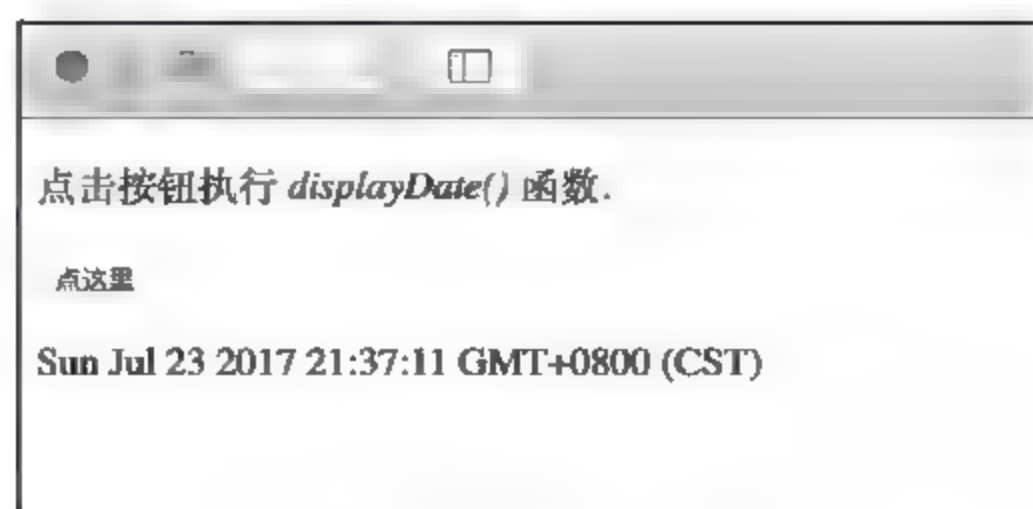 点击按钮执行 displayDate() 函数.
点这里
Sun Jul 23 2017 21:37:11 GMT+0800 (CST)